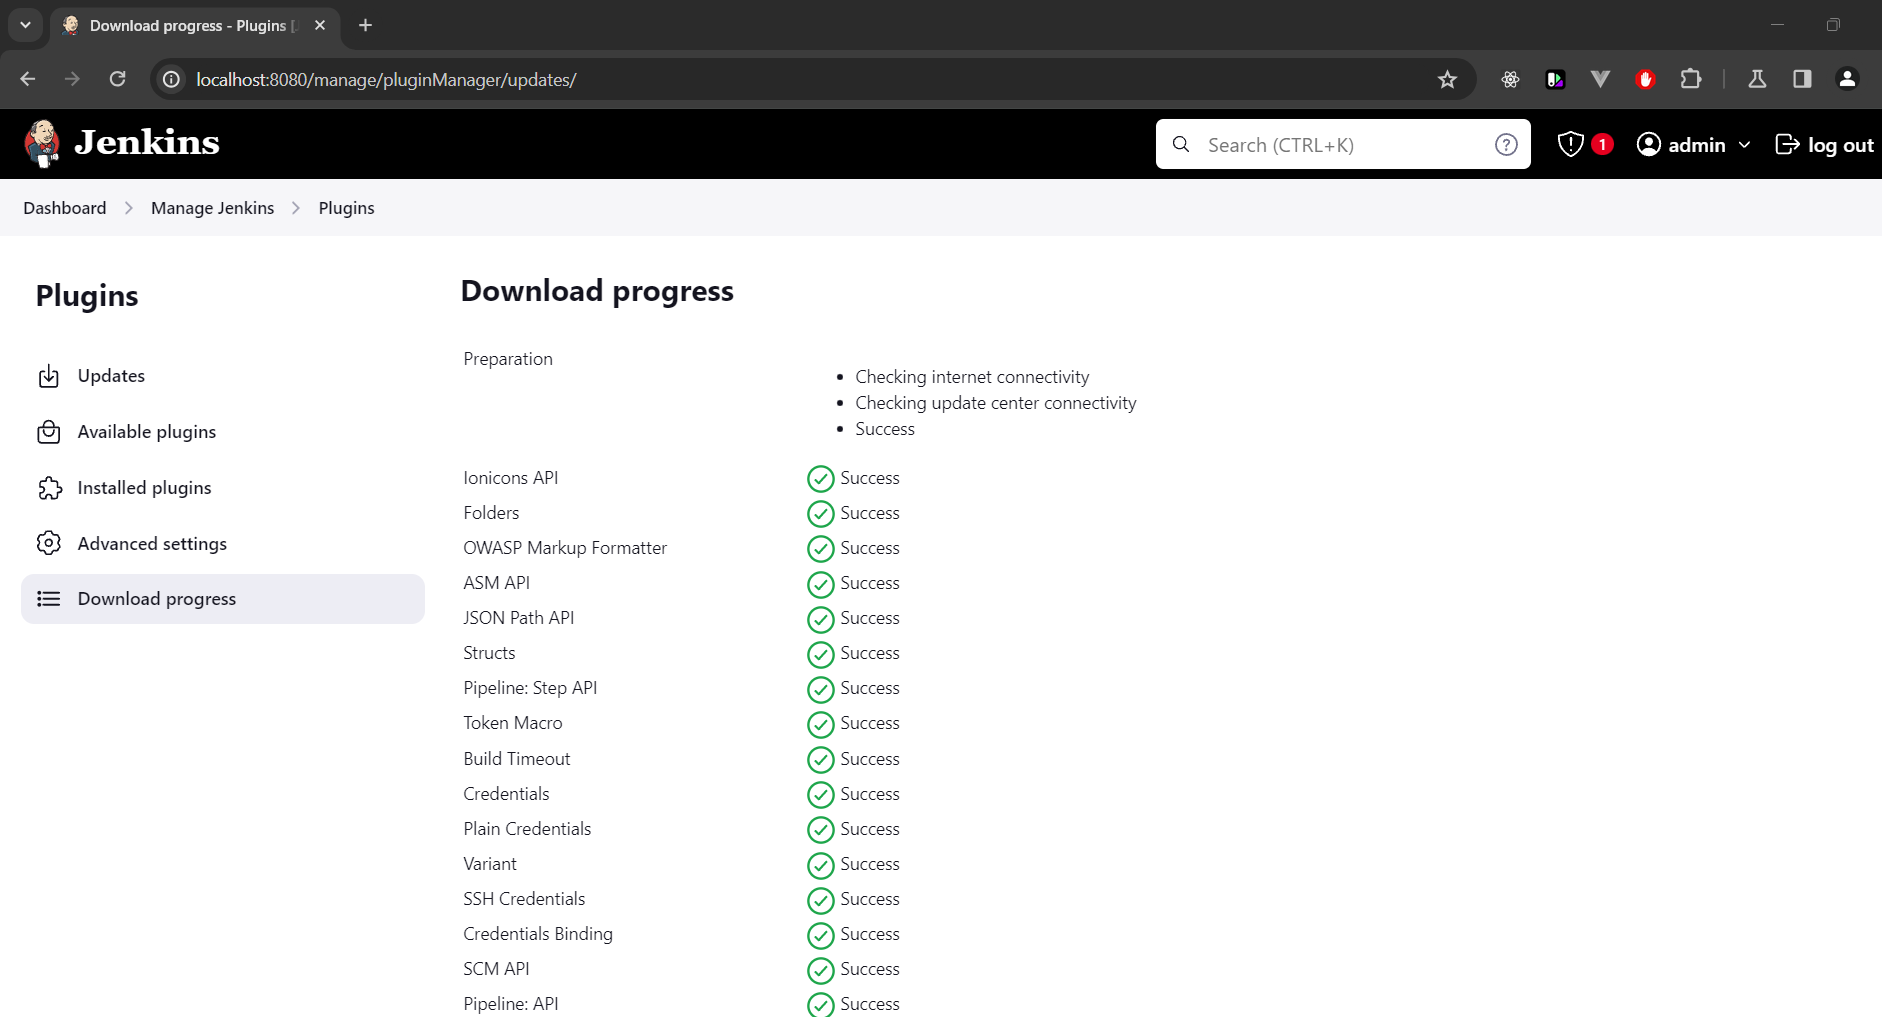 Download progress - Plugins [J
localhost:8080/manage/pluginManager/updates/
Jenkins
Search (CTRL+K)
1
admin
log out
Dashboard
Manage Jenkins
Plugins
Plugins
Updates
Available plugins
Installed plugins
Advanced settings
Download progress
Download progress
Preparation
Checking internet connectivity
Checking update center connectivity
Success
Ionicons API Success
Folders Success
OWASP Markup Formatter Success
ASM API Success
JSON Path API Success
Structs Success
Pipeline: Step API Success
Token Macro Success
Build Timeout Success
Credentials Success
Plain Credentials Success
Variant Success
SSH Credentials Success
Credentials Binding Success
SCM API Success
Pipeline: API Success